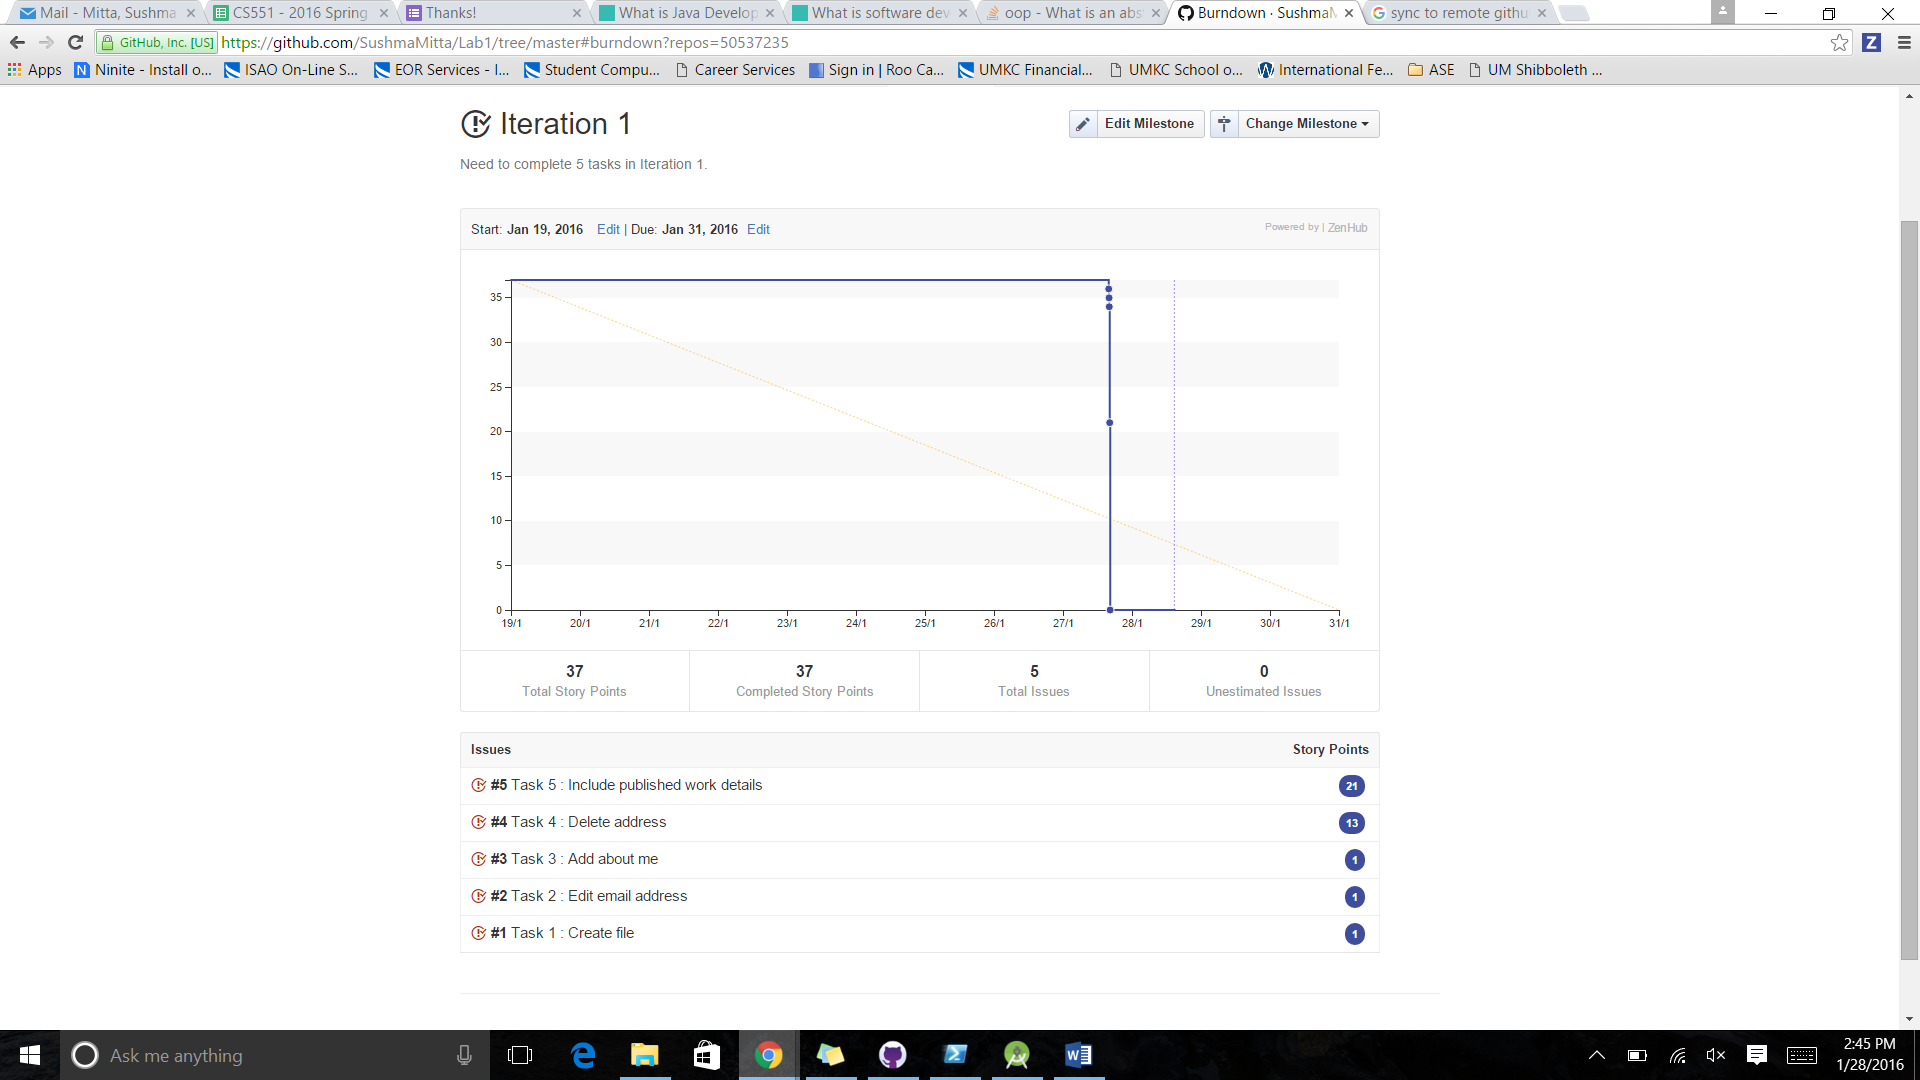 Mail - Mitta, Sushma
CS551 - 2016 Spring
Thanks!
What is Java Develop
What is software dev
oop - What is an abs
Burdown · SushmaM
sync to remote githu
GitHub, Inc. [US] https://github.com/SushmaMitta/Lab1/tree/master#burndown?repos=50537235
Apps
Ninite - Install o...
ISAO On-Line S...
EOR Services - I...
Student Compu...
Career Services
Sign in | Roo Ca...
UMKC Financial...
UMKC School o...
International Fe...
ASE
UM Shibboleth ...
Iteration 1
Edit Milestone
Change Milestone
Need to complete 5 tasks in Iteration 1.
Start: Jan 19, 2016 Edit | Due: Jan 31, 2016 Edit
Powered by | ZenHub
35
30
25
20
15
10
5
0
19/1 20/1 21/1 22/1 23/1 24/1 25/1 26/1 27/1 28/1 29/1 30/1 31/1
37 37 5 0
Total Story Points Completed Story Points Total Issues Unestimated Issues
Issues Story Points
#5 Task 5 : Include published work details 21
#4 Task 4 : Delete address 13
#3 Task 3 : Add about me 1
#2 Task 2 : Edit email address 1
#1 Task 1 : Create file 1
Ask me anything
2:45 PM
1/28/2016